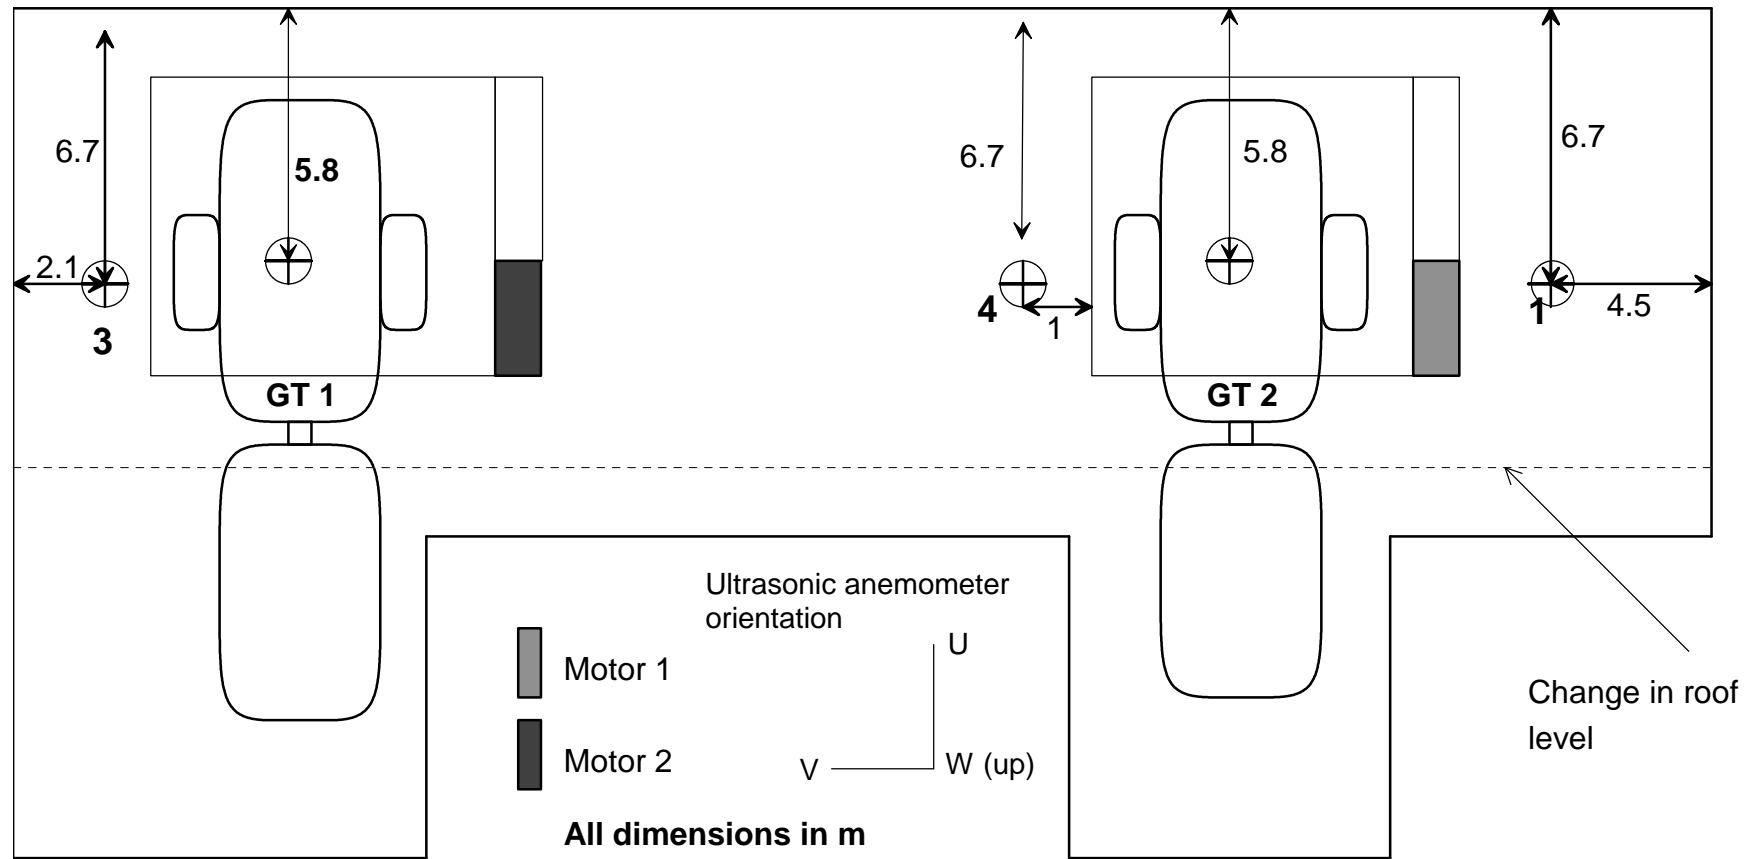 6.7
5.8
6.7
5.8
6.7
2.1
3
4
1
1
4.5
GT 1
GT 2
Ultrasonic anemometer
orientation
U
Motor 1
Motor 2
V
W (up)
Change in roof
level
All dimensions in m